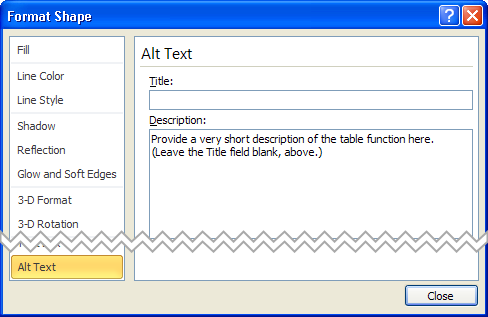 Format Shape
Fill
Line Color
Line Style
Shadow
Reflection
Glow and Soft Edges
3-D Format
3-D Rotation
Alt Text
Alt Text
Title:
Description:
Provide a very short description of the table function here.
(Leave the Title field blank, above.)
Close